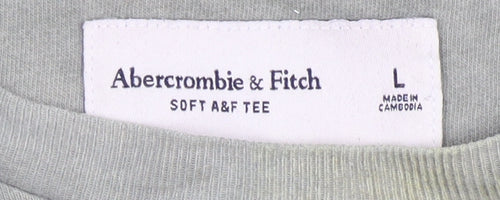 Abercrombie & Fitch
SOFT A&F TEE
L
MADE IN
CAMBODIA